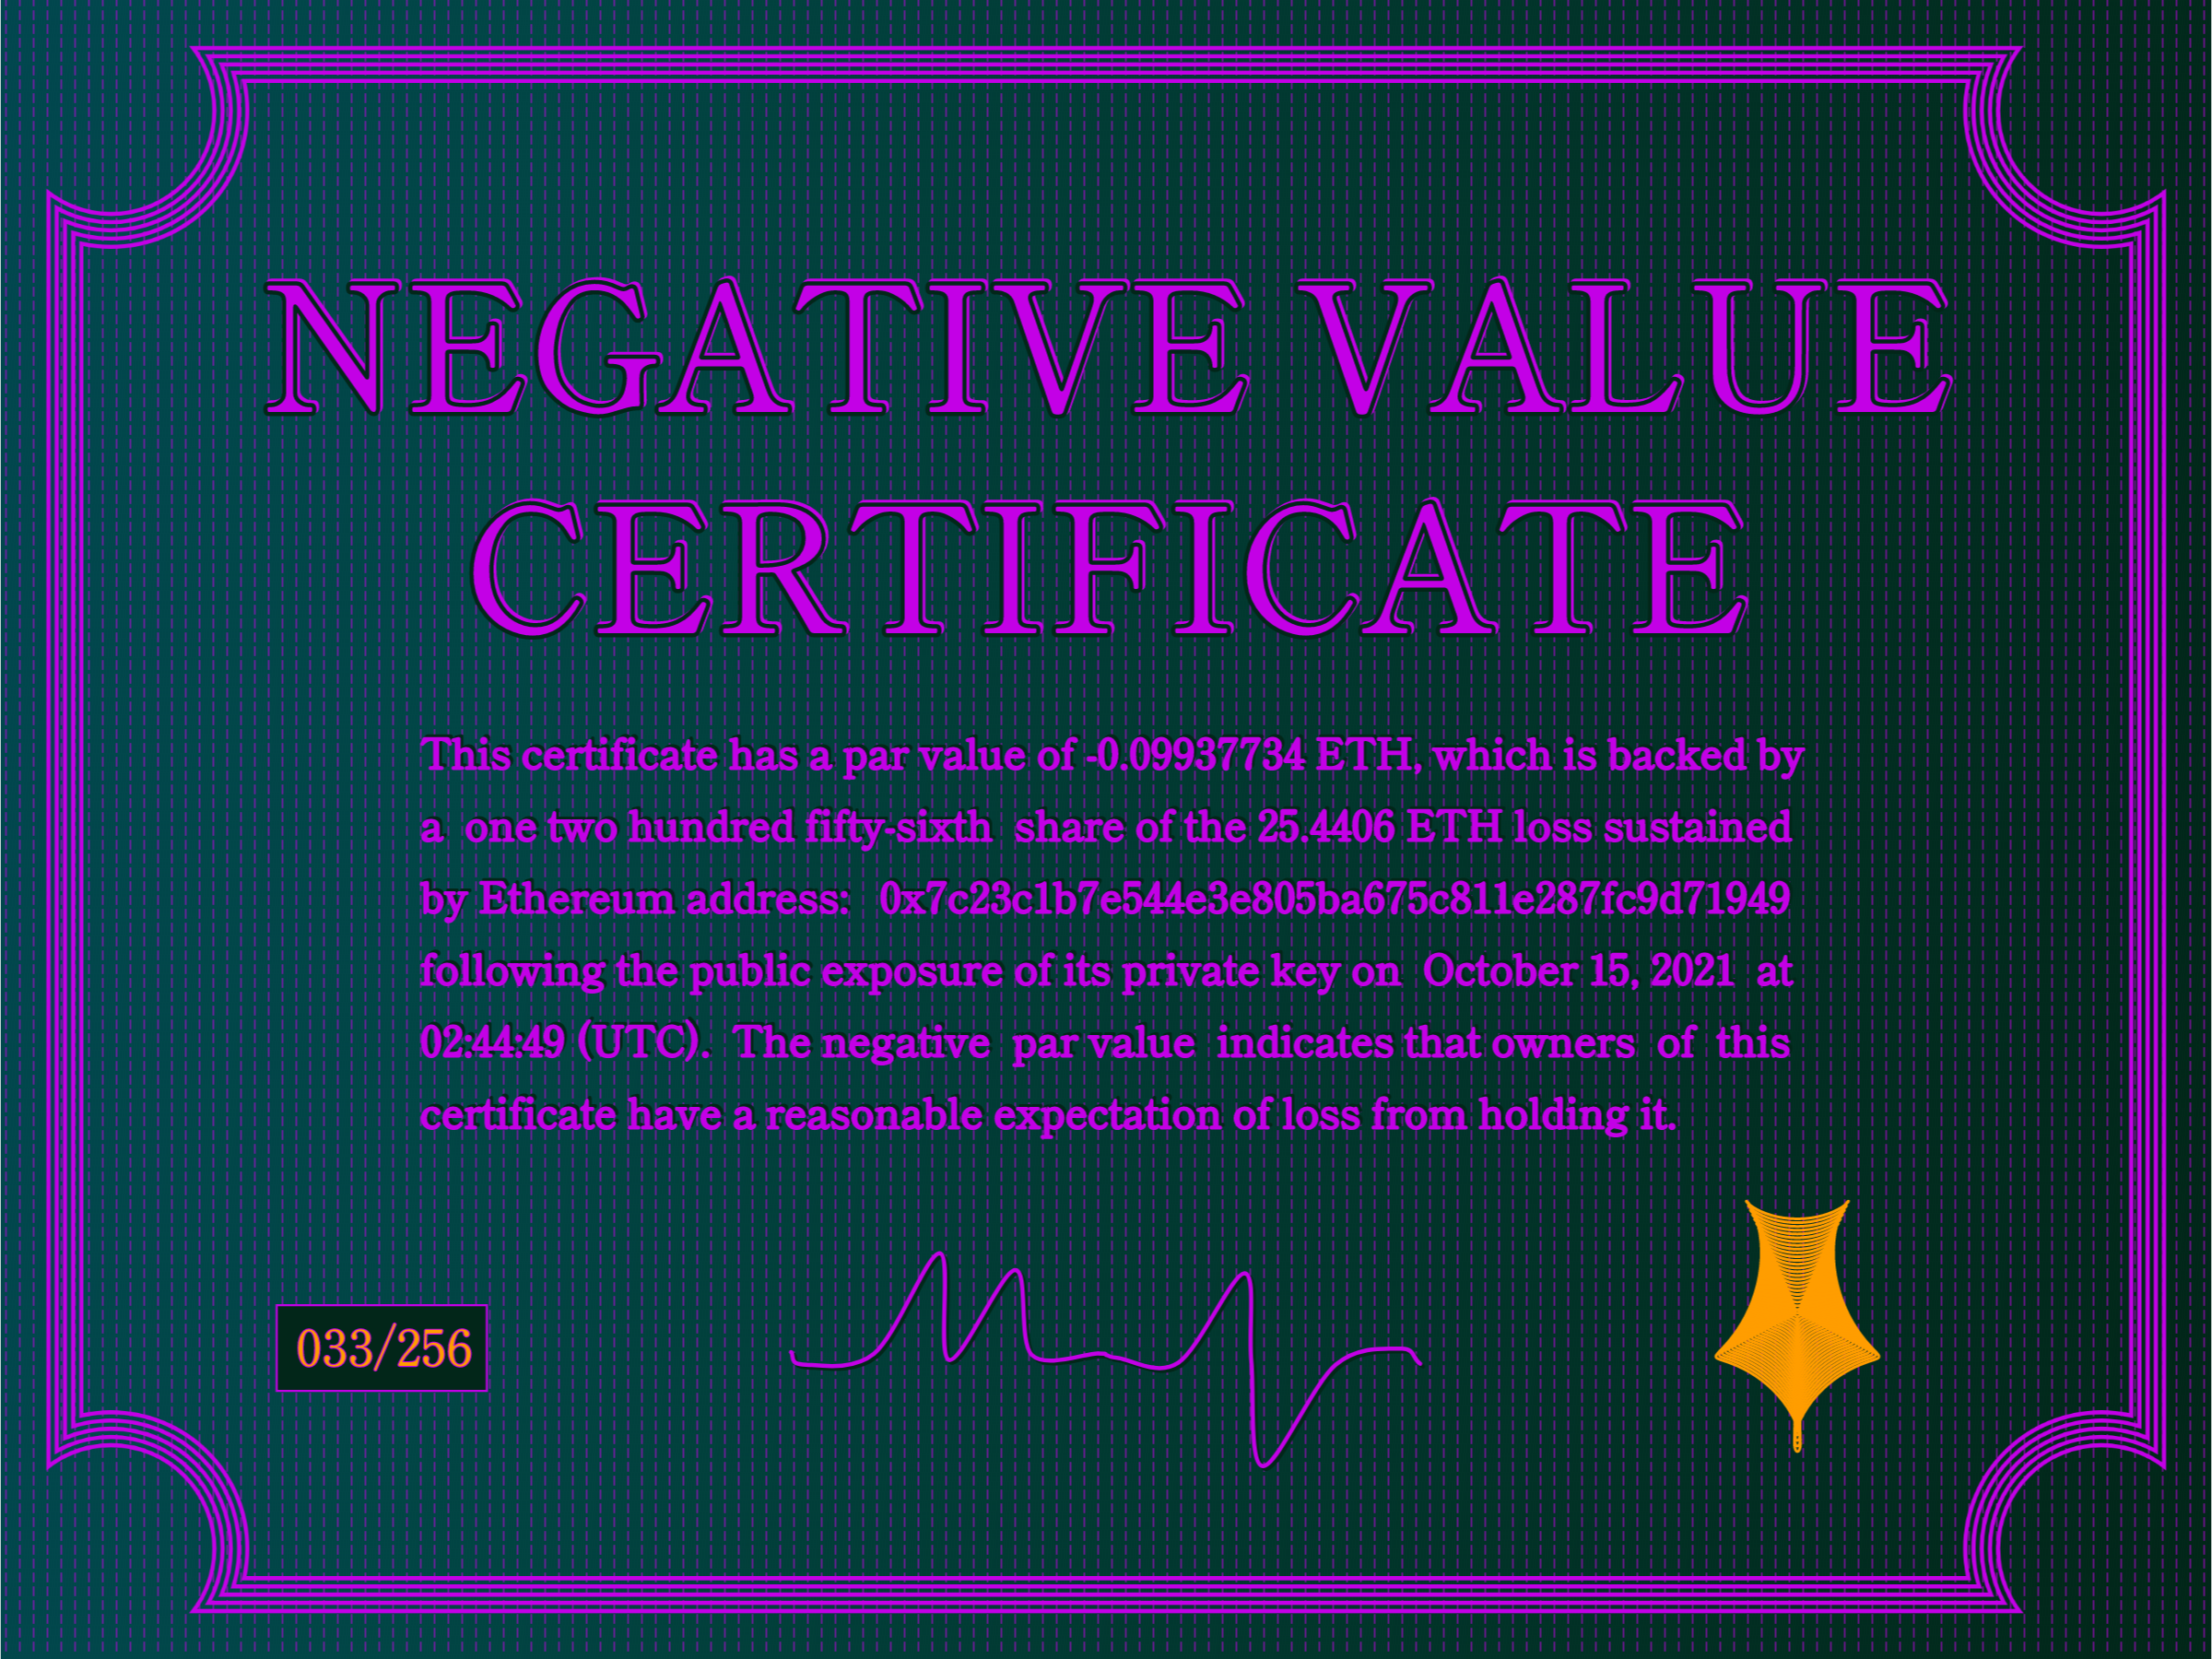 NEGATIVE VALUE
CERTIFICATE
This certificate has a par value of -0.09937734 ETH, which is backed by
a one two hundred fifty-sixth share of the 25.4406 ETH loss sustained
by Ethereum address: 0x7c23c1b7e544e3e805ba675c811e287fc9d71949
following the public exposure of its private key on October 15, 2021 at
02:44:49 (UTC). The negative par value indicates that owners of this
certificate have a reasonable expectation of loss from holding it.
033/256